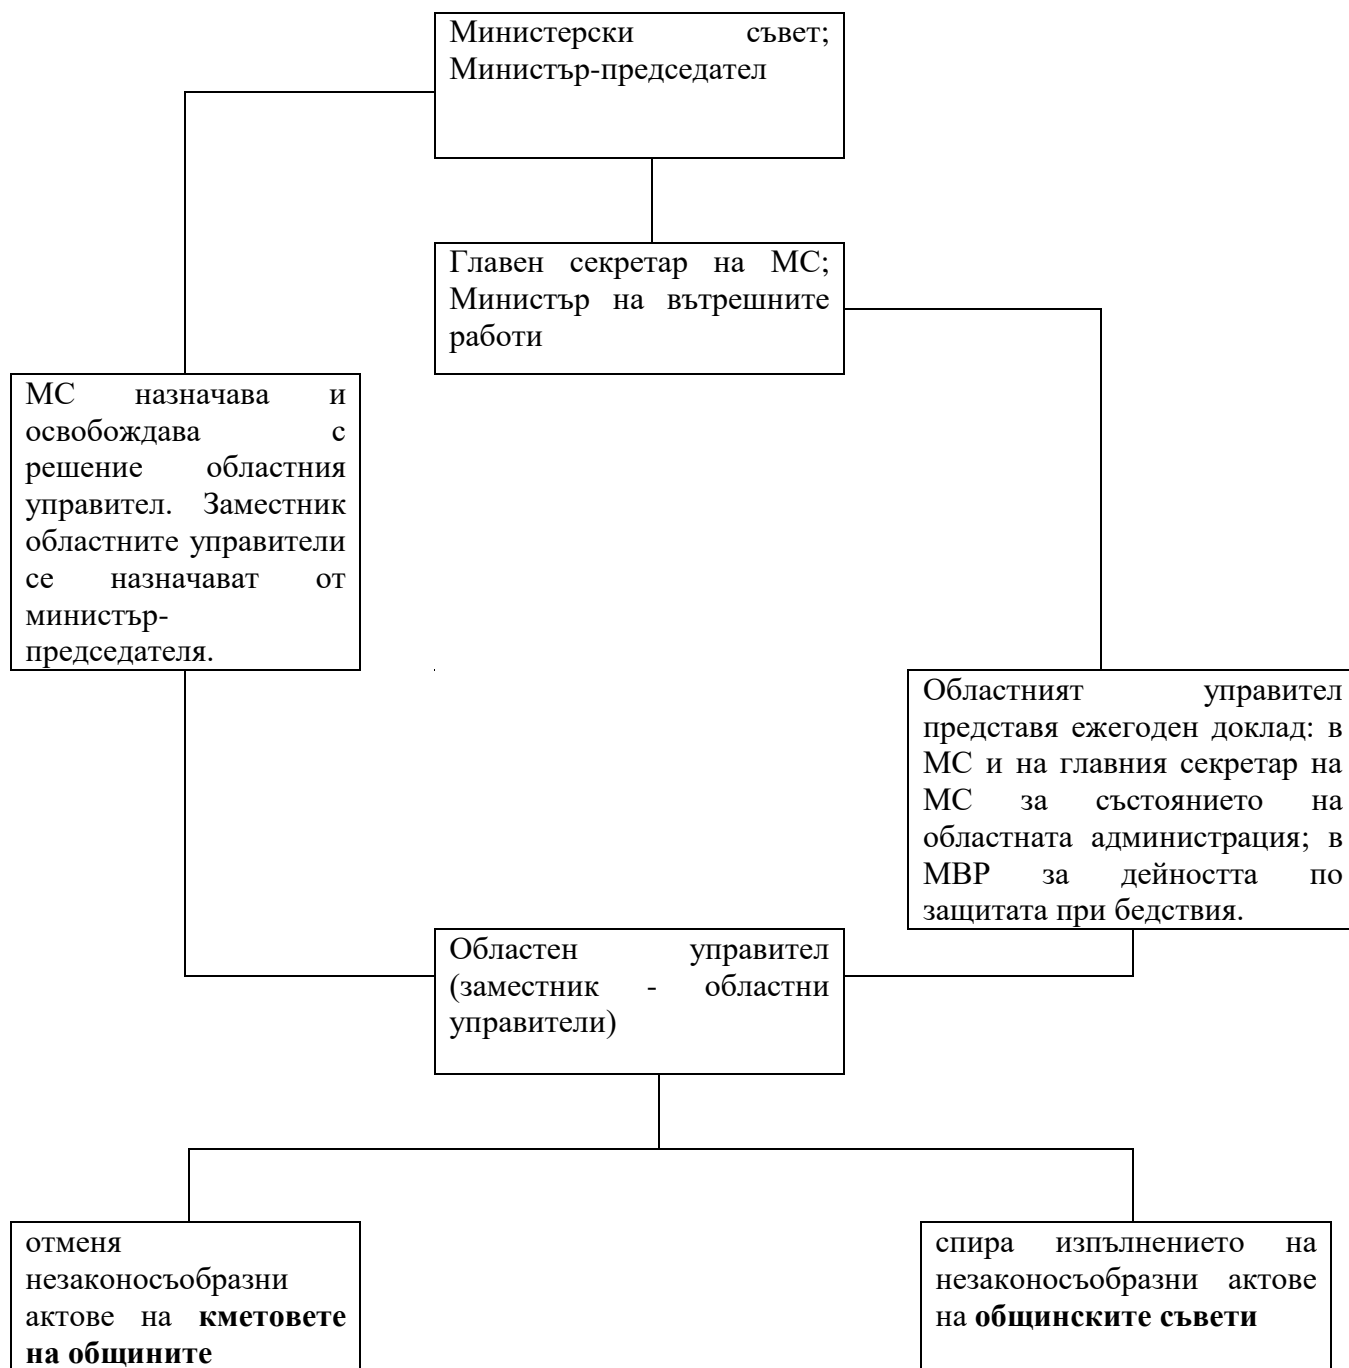 Министерски съвет;
Министър-председател
Главен секретар на МС;
Министър на вътрешните
работи
МС назначава и
освобождава с
решение областния
управител. Заместник
областните управители
се назначават от
министър-
председателя.
Областният управител
представя ежегоден доклад: в
МС и на главния секретар на
МС за състоянието на
областната администрация; в
МВР за дейността по
защитата при бедствия.
Областен управител
(заместник - областни
управители)
отменя
незаконосъобразни
актове на кметовете
на общините
спира изпълнението на
незаконосъобразни актове
на общинските съвети